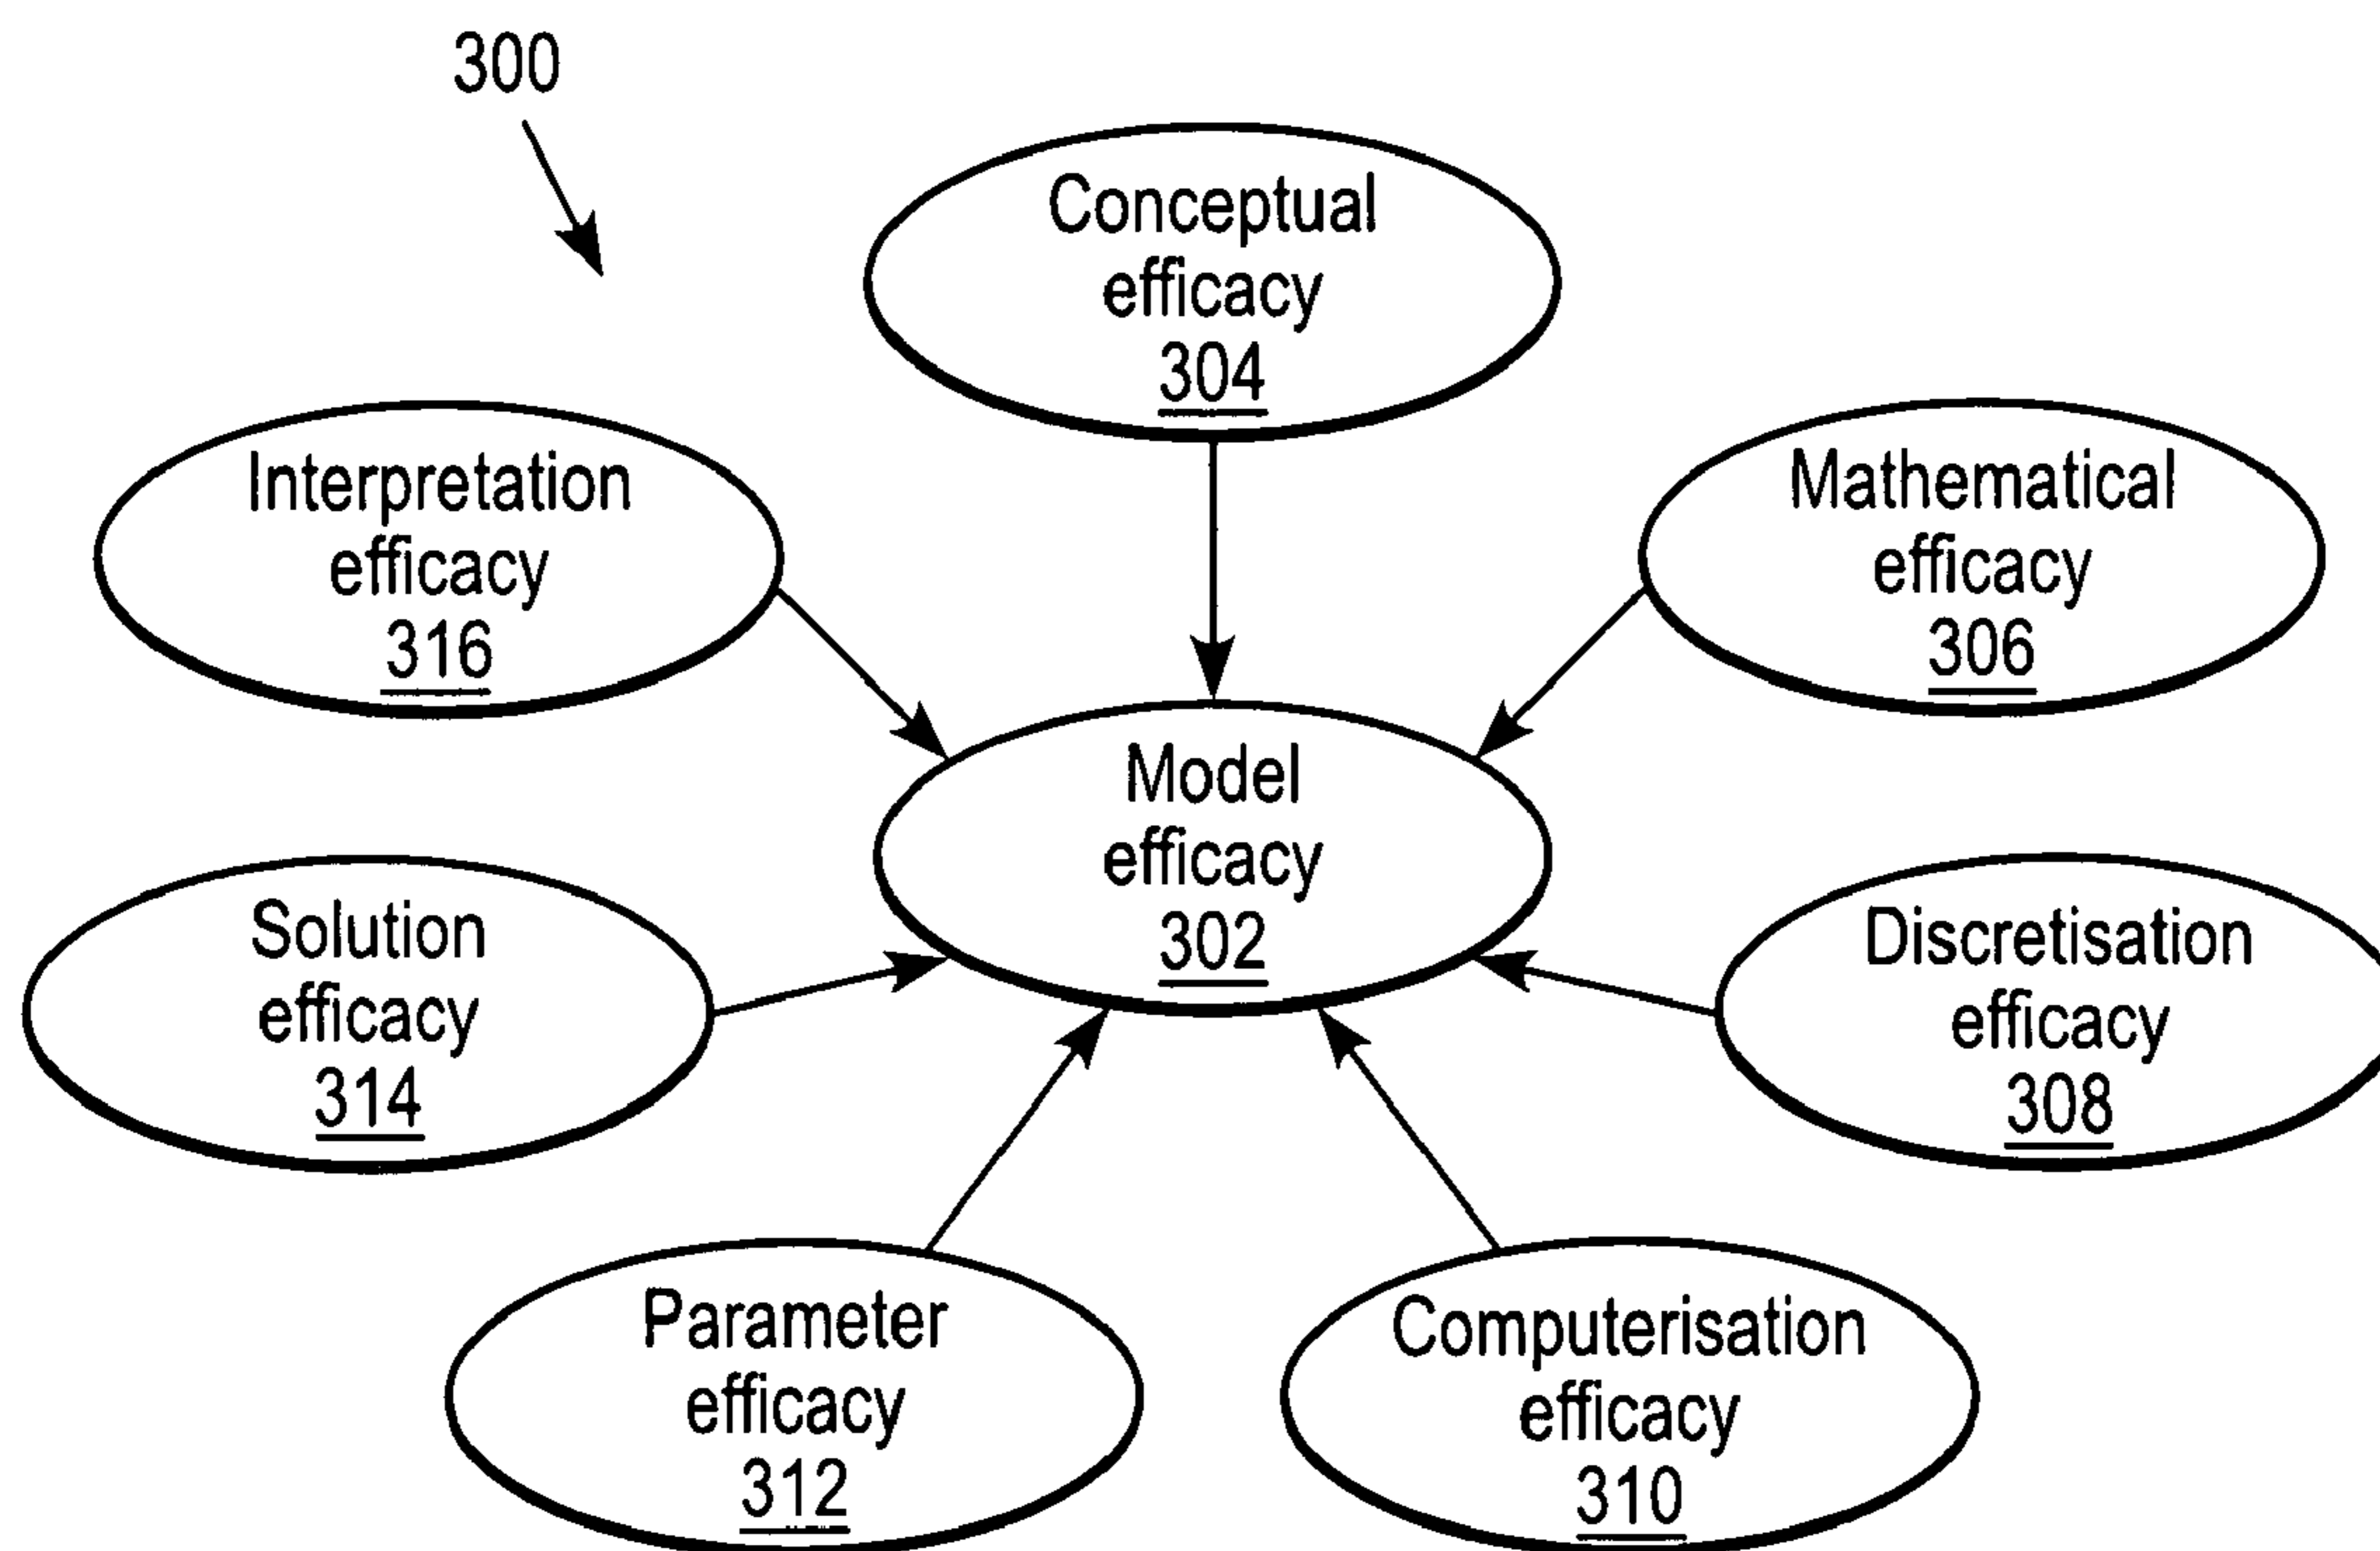 300
Conceptual
efficacy
304
Interpretation
efficacy
316
Mathematical
efficacy
306
Model
efficacy
302
Solution
efficacy
314
Discretisation
efficacy
308
Parameter
efficacy
312
Computerisation
efficacy
310